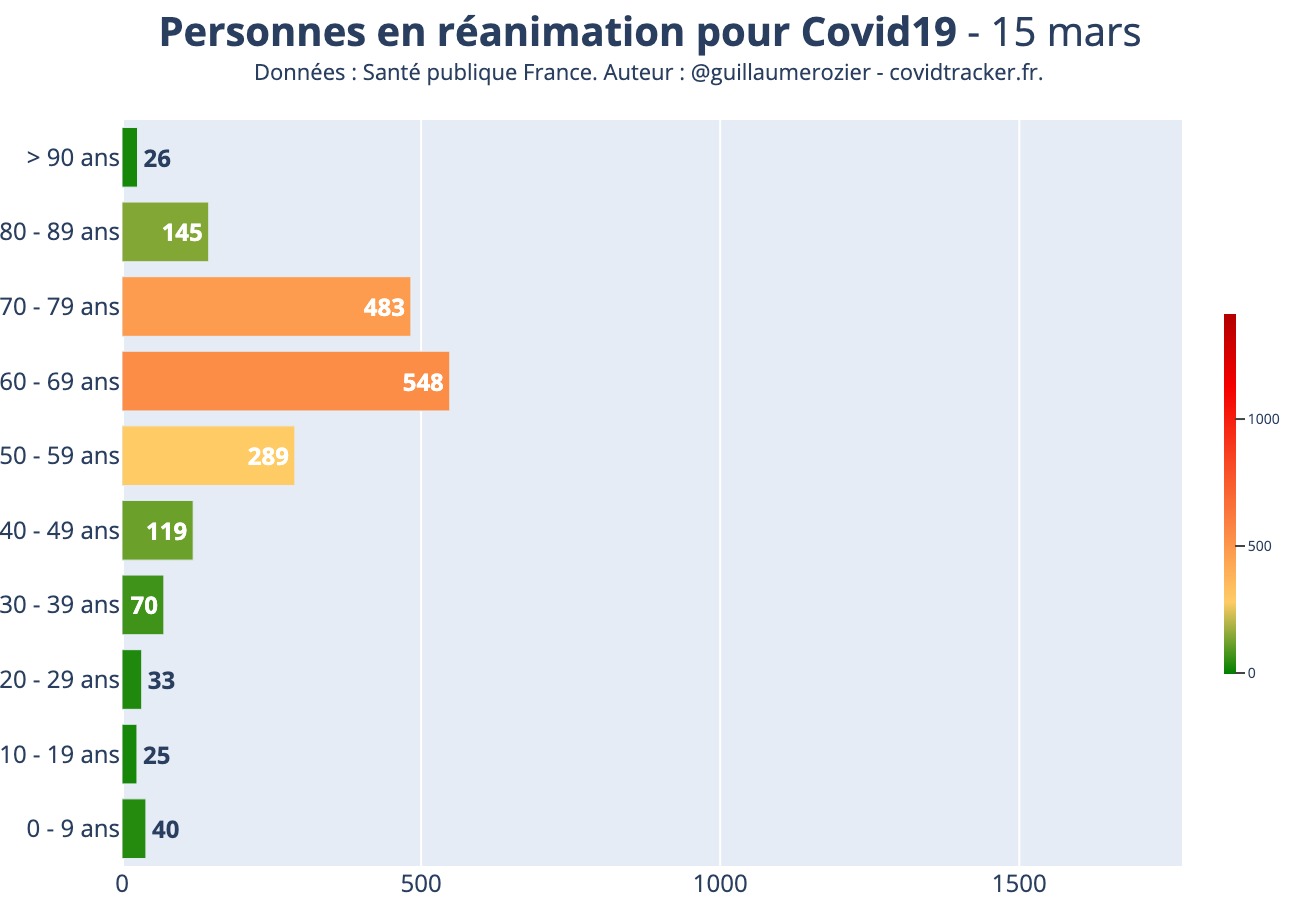 Personnes en réanimation pour Covid19 - 15 mars
Données : Santé publique France. Auteur : @guillaumerozier - covidtracker.fr.
> 90 ans 26
80 - 89 ans 145
70 - 79 ans 483
60 - 69 ans 548
50 - 59 ans 289
40 - 49 ans 119
30 - 39 ans 70
20 - 29 ans 33
10 - 19 ans 25
0 - 9 ans 40
0 500 1000 1500
1000
500
0